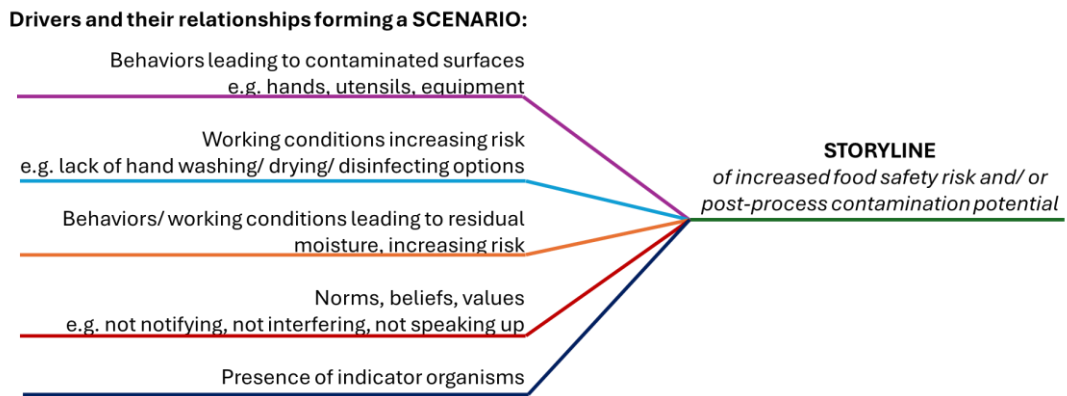 Drivers and their relationships forming a SCENARIO:
Behaviors leading to contaminated surfaces
e.g. hands, utensils, equipment
Working conditions increasing risk
e.g. lack of hand washing/ drying/ disinfecting options
Behaviors/ working conditions leading to residual
moisture, increasing risk
Norms, beliefs, values
e.g. not notifying, not interfering, not speaking up
Presence of indicator organisms
STORYLINE
of increased food safety risk and/ or
post-process contamination potential